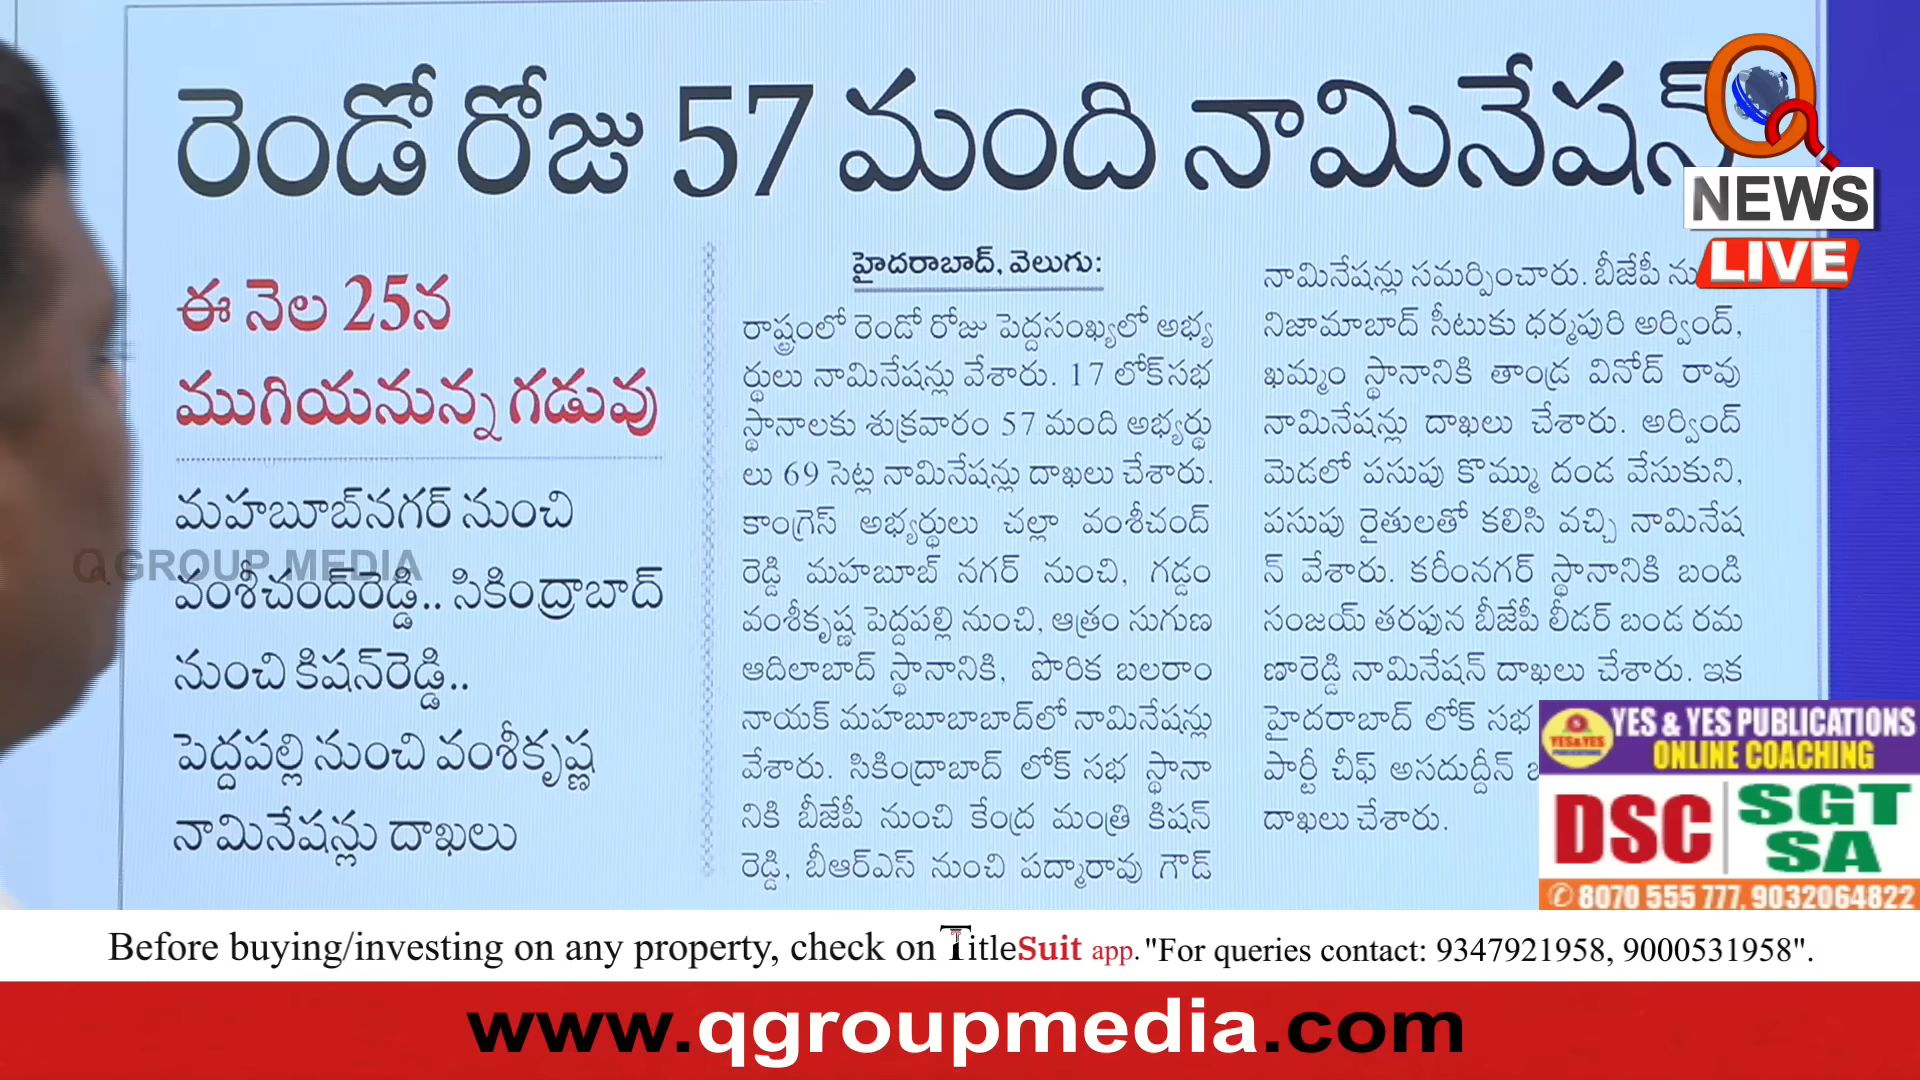 రెండో రోజు 57 మంది నామినేషన్
ఈ నెల 25న
ముగియనున్న గడువు
మహబూబ్‌నగర్ నుంచి
వంశీచంద్‌రెడ్డి.. సికింద్రాబాద్
నుంచి కిషన్‌రెడ్డి..
పెద్దపల్లి నుంచి వంశీకృష్ణ
నామినేషన్లు దాఖలు
హైదరాబాద్, వెలుగు:
రాష్ట్రంలో రెండో రోజు పెద్దసంఖ్యలో అభ్య
ర్థులు నామినేషన్లు వేశారు. 17 లోక్‌సభ
స్థానాలకు శుక్రవారం 57 మంది అభ్యర్థు
లు 69 సెట్ల నామినేషన్లు దాఖలు చేశారు.
కాంగ్రెస్ అభ్యర్థులు చల్లా వంశీచంద్
రెడ్డి మహబూబ్ నగర్ నుంచి, గడ్డం
వంశీకృష్ణ పెద్దపల్లి నుంచి, ఆత్రం సుగుణ
ఆదిలాబాద్ స్థానానికి, పొరిక బలరాం
నాయక్ మహబూబాబాద్‌లో నామినేషన్లు
వేశారు. సికింద్రాబాద్ లోక్ సభ స్థానా
నికి బీజేపీ నుంచి కేంద్ర మంత్రి కిషన్
రెడ్డి, బీఆర్ఎస్ నుంచి పద్మారావు గౌడ్
నామినేషన్లు సమర్పించారు. బీజేపీ ను
నిజామాబాద్ సీటుకు ధర్మపురి అర్వింద్,
ఖమ్మం స్థానానికి తాండ్ర వినోద్ రావు
నామినేషన్లు దాఖలు చేశారు. అర్వింద్
మెడలో పసుపు కొమ్ము దండ వేసుకుని,
పసుపు రైతులతో కలిసి వచ్చి నామినేష
న్ వేశారు. కరీంనగర్ స్థానానికి బండి
సంజయ్ తరఫున బీజేపీ లీడర్ బండ రమ
ణారెడ్డి నామినేషన్ దాఖలు చేశారు. ఇక
హైదరాబాద్ లోక్ సభ
పార్టీ చీఫ్ అసదుద్దీన్
దాఖలు చేశారు.
Q GROUP MEDIA
NEWS
LIVE
YES & YES PUBLICATIONS
ONLINE COACHING
YES&YES
DSC
SGT
SA
8070 555 777, 9032064822
Before buying/investing on any property, check on TitleSuit app. "For queries contact: 9347921958, 9000531958".
www.qgroupmedia.com